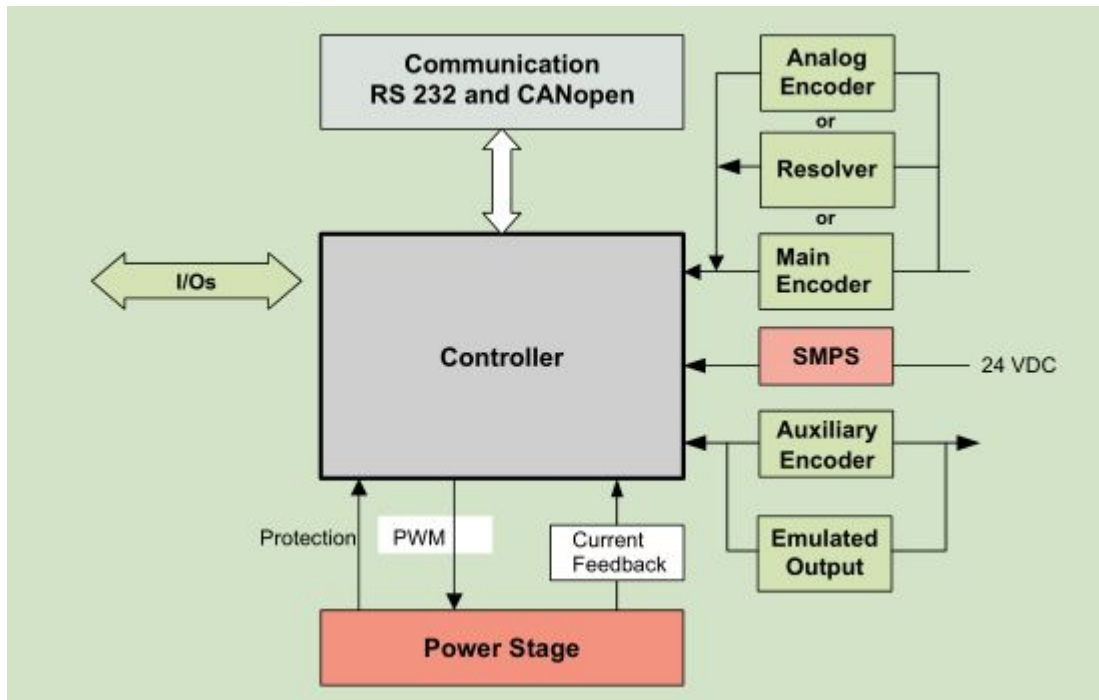 Communication
RS 232 and CANopen
Analog
Encoder
or
Resolver
or
Main
Encoder
I/Os
Controller
SMPS
24 VDC
Auxiliary
Encoder
Protection
PWM
Current
Feedback
Emulated
Output
Power Stage